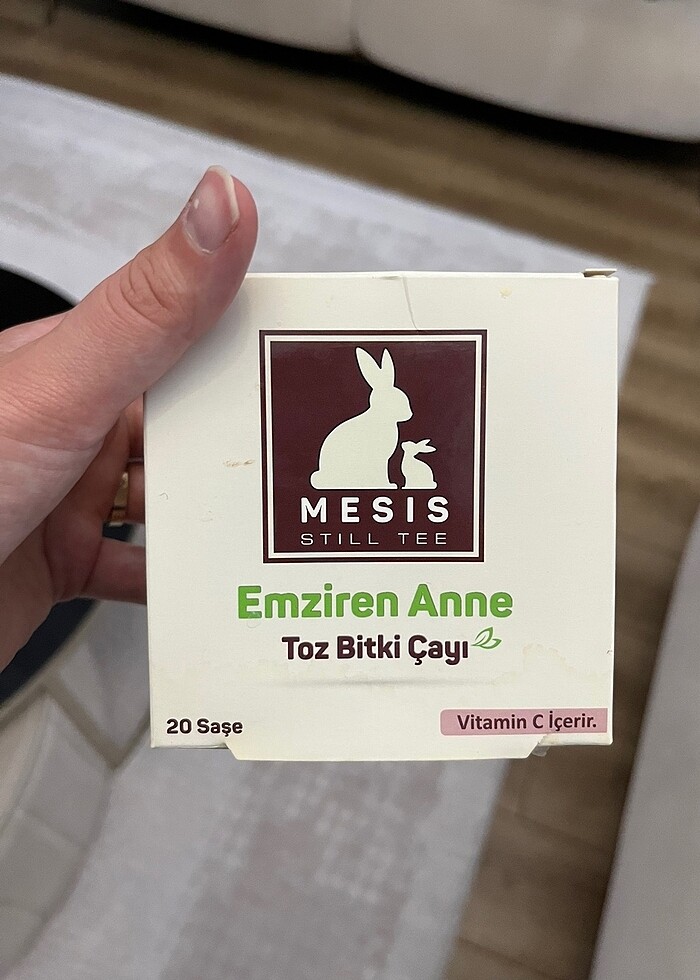 MESIS
STILL TEE
Emziren Anne
Toz Bitki Çayı
20 Saşe
Vitamin C İçerir.